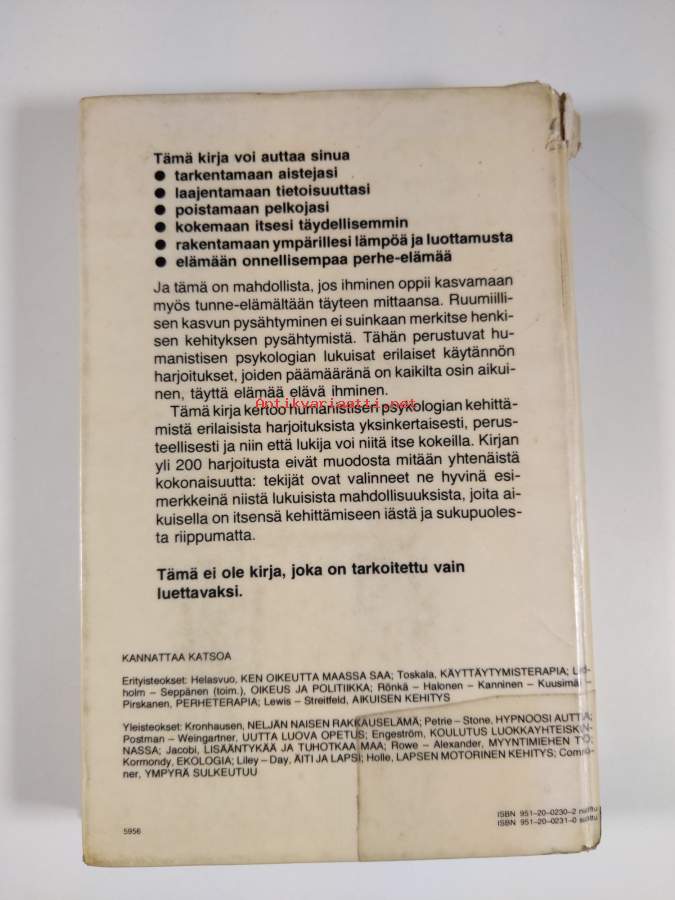 Tämä kirja voi auttaa sinua
● tarkentamaan aistejasi
● laajentamaan tietoisuuttasi
● poistamaan pelkojasi
● kokemaan itsesi täydellisemmin
● rakentamaan ympärillesi lämpöä ja luottamusta
● elämään onnellisempaa perhe-elämää
Ja tämä on mahdollista, jos ihminen oppii kasvamaan
myös tunne-elämältään täyteen mittaansa. Ruumiilli-
sen kasvun pysähtyminen ei suinkaan merkitse henki-
sen kehityksen pysähtymistä. Tähän perustuvat hu-
manistisen psykologian lukuisat erilaiset käytännön
harjoitukset, joiden päämääränä on kaikilta osin aikui-
nen, täyttä elämää elävä ihminen.
Antikvariaatti.net
Tämä kirja kertoo humanistisen psykologian kehittä-
mistä erilaisista harjoituksista yksinkertaisesti, perus-
teellisesti ja niin että lukija voi niitä itse kokeilla. Kirjan
yli 200 harjoitusta eivät muodosta mitään yhtenäistä
kokonaisuutta: tekijät ovat valinneet ne hyvinä esi-
merkkeinä niistä lukuisista mahdollisuuksista, joita ai-
kuisella on itsensä kehittämiseen iästä ja sukupuoles-
ta riippumatta.
Tämä ei ole kirja, joka on tarkoitettu vain
luettavaksi.
KANNATTAA KATSOA
Erityisteokset: Helasvuo, KEN OIKEUTTA MAASSA SAA; Toskala, KÄYTTÄYTYMISTERAPIA;
holm – Seppänen (toim.), OIKEUS JA POLITIIKKA; Rönkä – Halonen – Kanninen – Kuusimäki –
Pirskanen, PERHETERAPIA; Lewis – Streitfeld, AIKUISEN KEHITYS
Yleisteokset: Kronhausen, NELJÄN NAISEN RAKKAUSELÄMÄ; Petrie – Stone, HYPNOOSI AUTTAA;
Postman – Weingartner, UUTTA LUOVA OPETUS; Engeström, KOULUTUS LUOKKAYHTEISKUN-
NASSA; Jacobi, LISÄÄNTYKÄÄ JA TUHOTKAA MAA; Rowe – Alexander, MYYNTIMIEHEN TYÖ;
Kormondy, EKOLOGIA; Liley – Day, ÄITI JA LAPSI; Holle, LAPSEN MOTORINEN KEHITYS;
ner, YMPYRÄ SULKEUTUU
ISBN 951–20–0230–2 nidottu
ISBN 951–20–0231–0 sidottu
5956